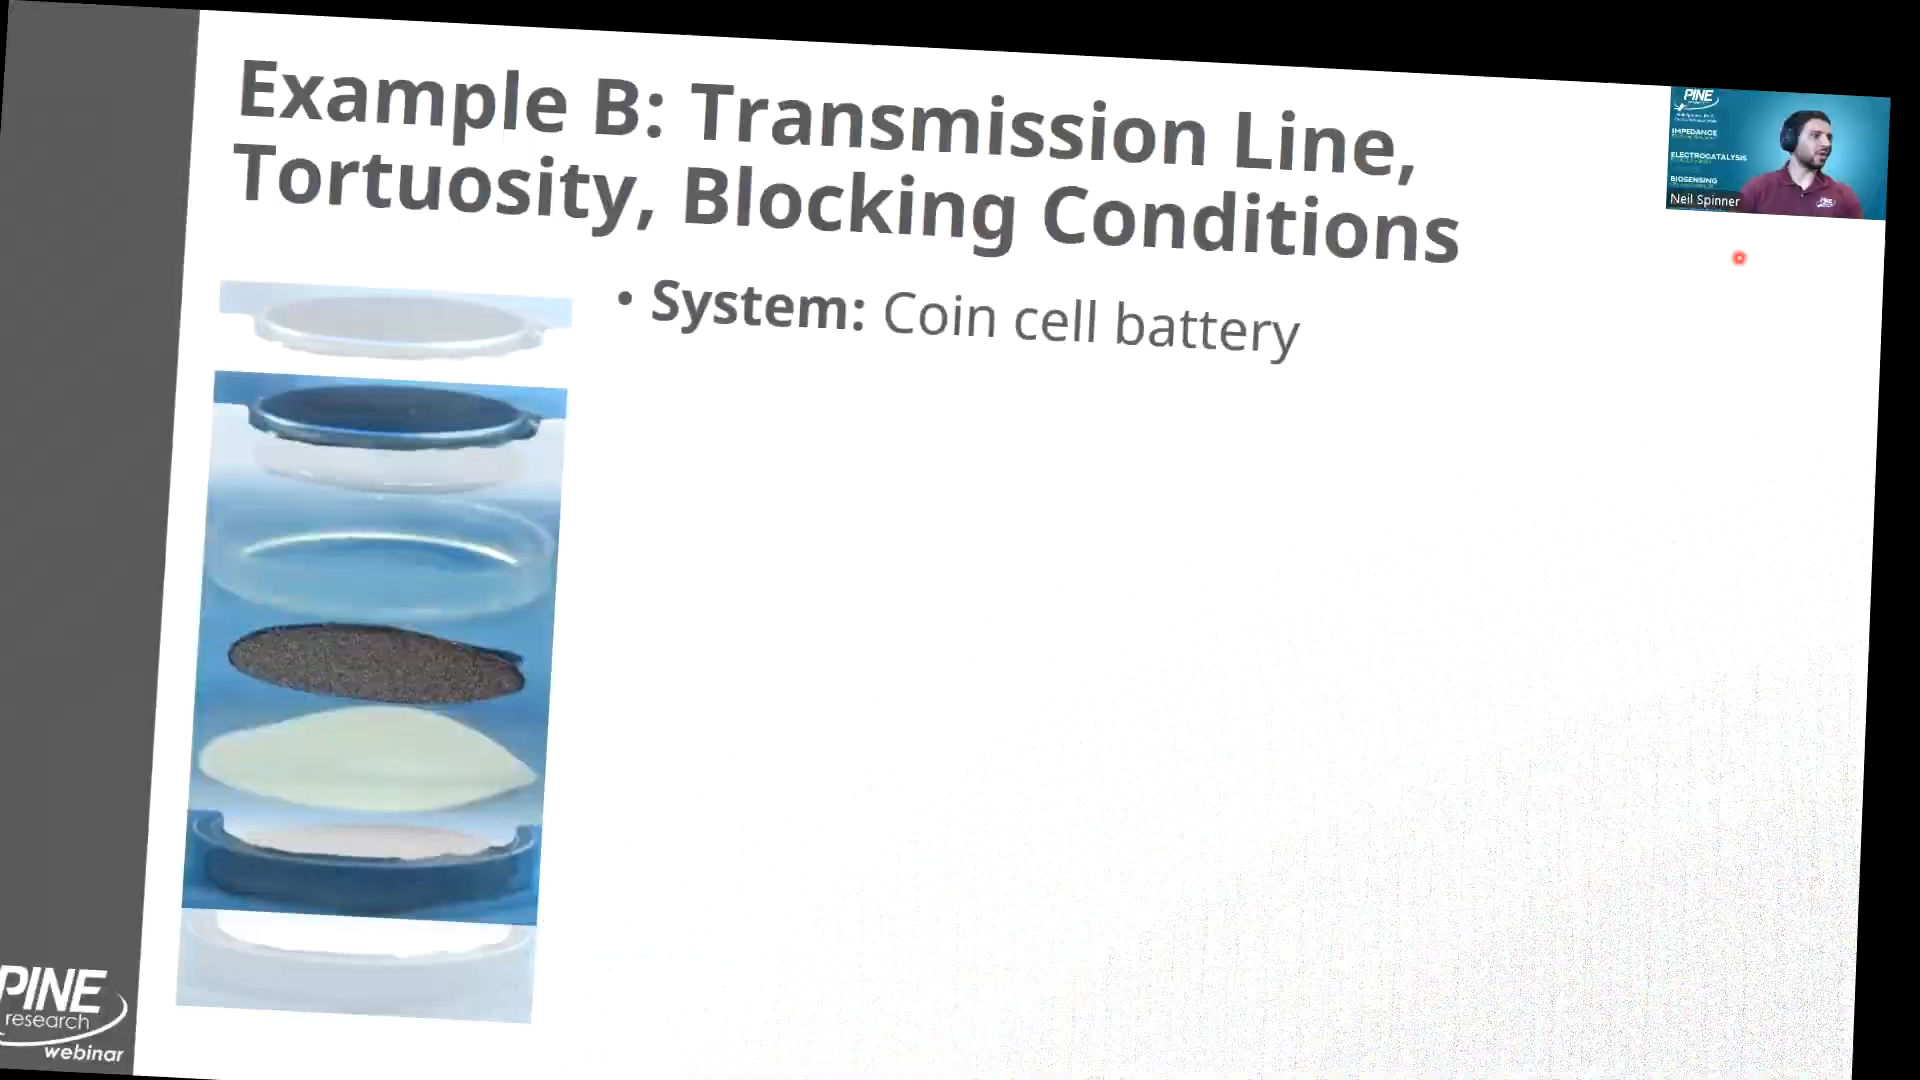 Example B: Transmission Line,
Tortuosity, Blocking Conditions
• System: Coin cell battery
PINE
IMPEDANCE
ELECTROCATALYSIS
BIOSENSING
Neil Spinner
PINE
research
webinar